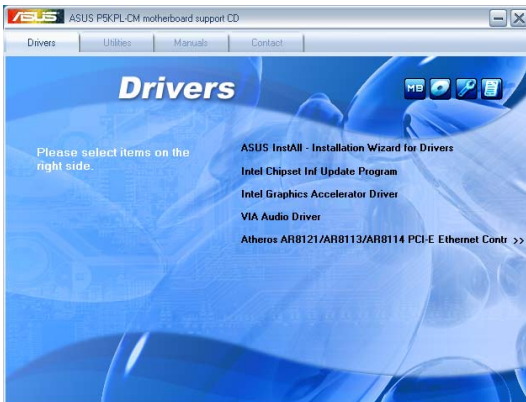 ASUS ASUS P5KPL-CM motherboard support CD
Drivers Utilities Manuals Contact
Drivers
MB
Please select items on the
right side.
ASUS InstAll - Installation Wizard for Drivers
Intel Chipset Inf Update Program
Intel Graphics Accelerator Driver
VIA Audio Driver
Atheros AR8121/AR8113/AR8114 PCI-E Ethernet Contr >>